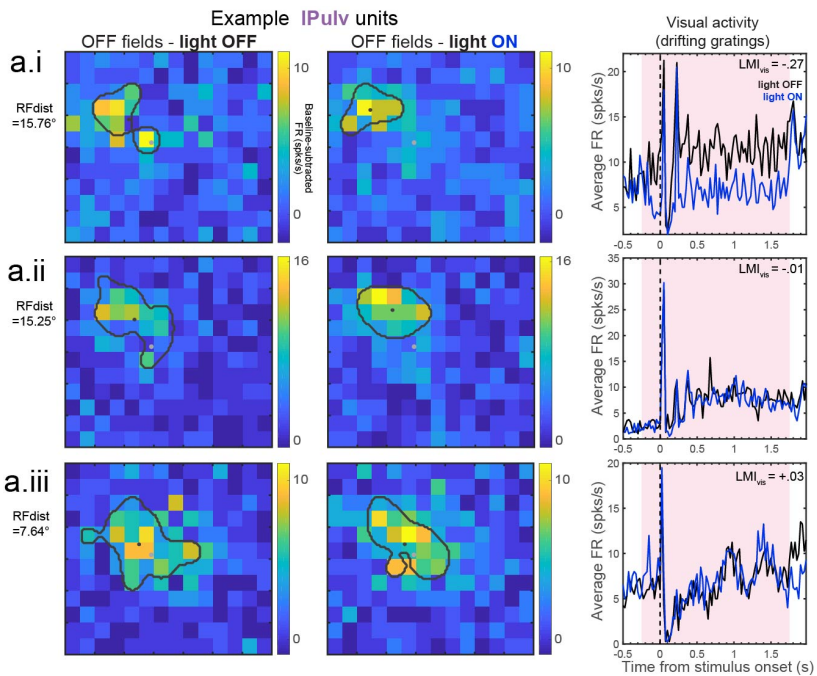 Example lPulv units
OFF fields - light OFF
OFF fields - light ON
Visual activity
(drifting gratings)
a.i
RFdist
=15.76°
10
0
Baseline-subtracted
FR (spks/s)
10
0
Average FR (spks/s)
20
15
10
5
LMIvis = -.27
light OFF
light ON
-0.5 0 0.5 1 1.5
a.ii
RFdist
=15.25°
16
0
16
0
Average FR (spks/s)
35
30
25
20
15
10
5
0
LMIvis = -.01
-0.5 0 0.5 1 1.5
a.iii
RFdist
=7.64°
10
0
10
0
Average FR (spks/s)
20
15
10
5
0
LMIvis = +.03
-0.5 0 0.5 1 1.5
Time from stimulus onset (s)